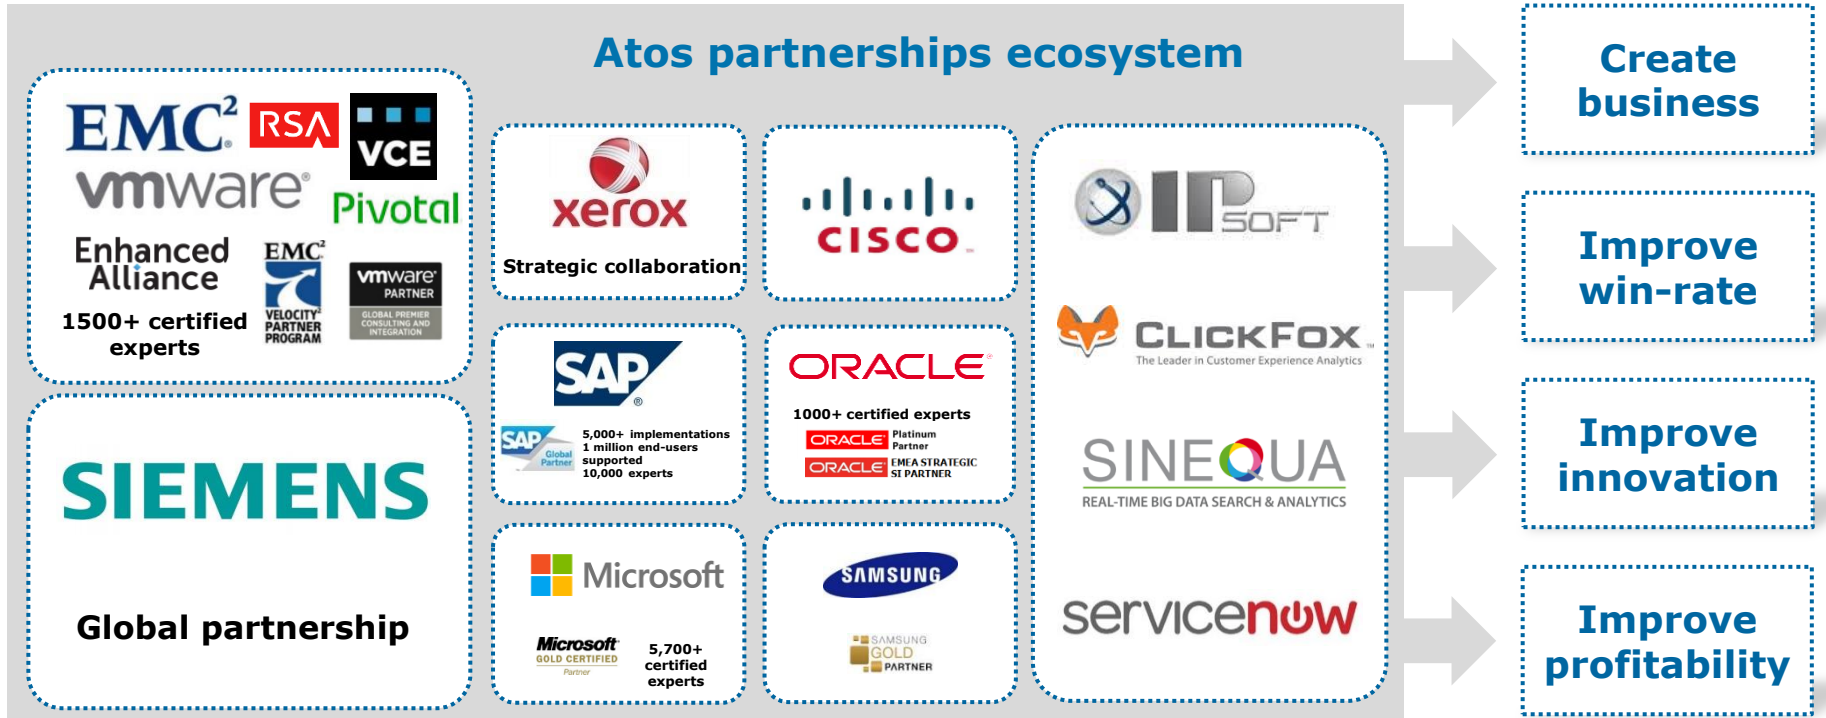 Atos partnerships ecosystem
EMC²
RSA
VCE
vmware®
Pivotal
Enhanced
Alliance
1500+ certified
experts
EMC²
VELOCITY²
PARTNER
PROGRAM
vmware®
PARTNER
GLOBAL PREMIER
CONSULTING AND
INTEGRATION
SIEMENS
Global partnership
xerox
Strategic collaboration
CISCO
SAP
®
SAP
Global
Partner
5,000+ implementations
1 million end-users
supported
10,000 experts
ORACLE®
1000+ certified experts
ORACLE® Platinum
Partner
ORACLE® EMEA STRATEGIC
SI PARTNER
Microsoft
Microsoft
GOLD CERTIFIED
Partner
5,700+
certified
experts
SAMSUNG
SAMSUNG
GOLD
PARTNER
IPSOFT
CLICKFOX™
The Leader in Customer Experience Analytics
SINEQUA
REAL-TIME BIG DATA SEARCH & ANALYTICS
servicenow
Create
business
Improve
win-rate
Improve
innovation
Improve
profitability